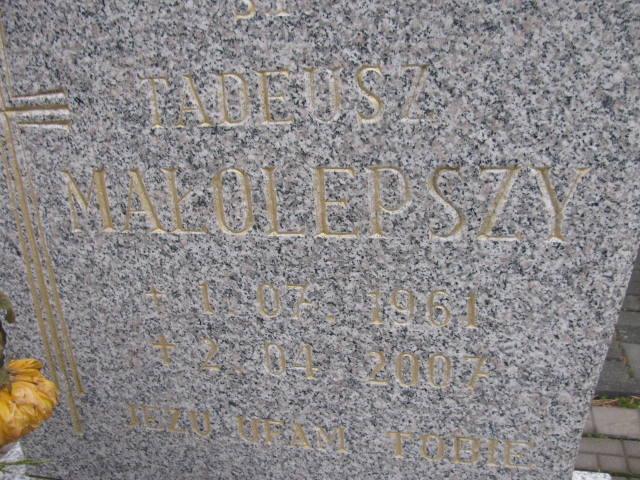 TADEUSZ
MAŁOLEPSZY
* 1.07.1961
+ 2.04.2007
JEZU UFAM TOBIE